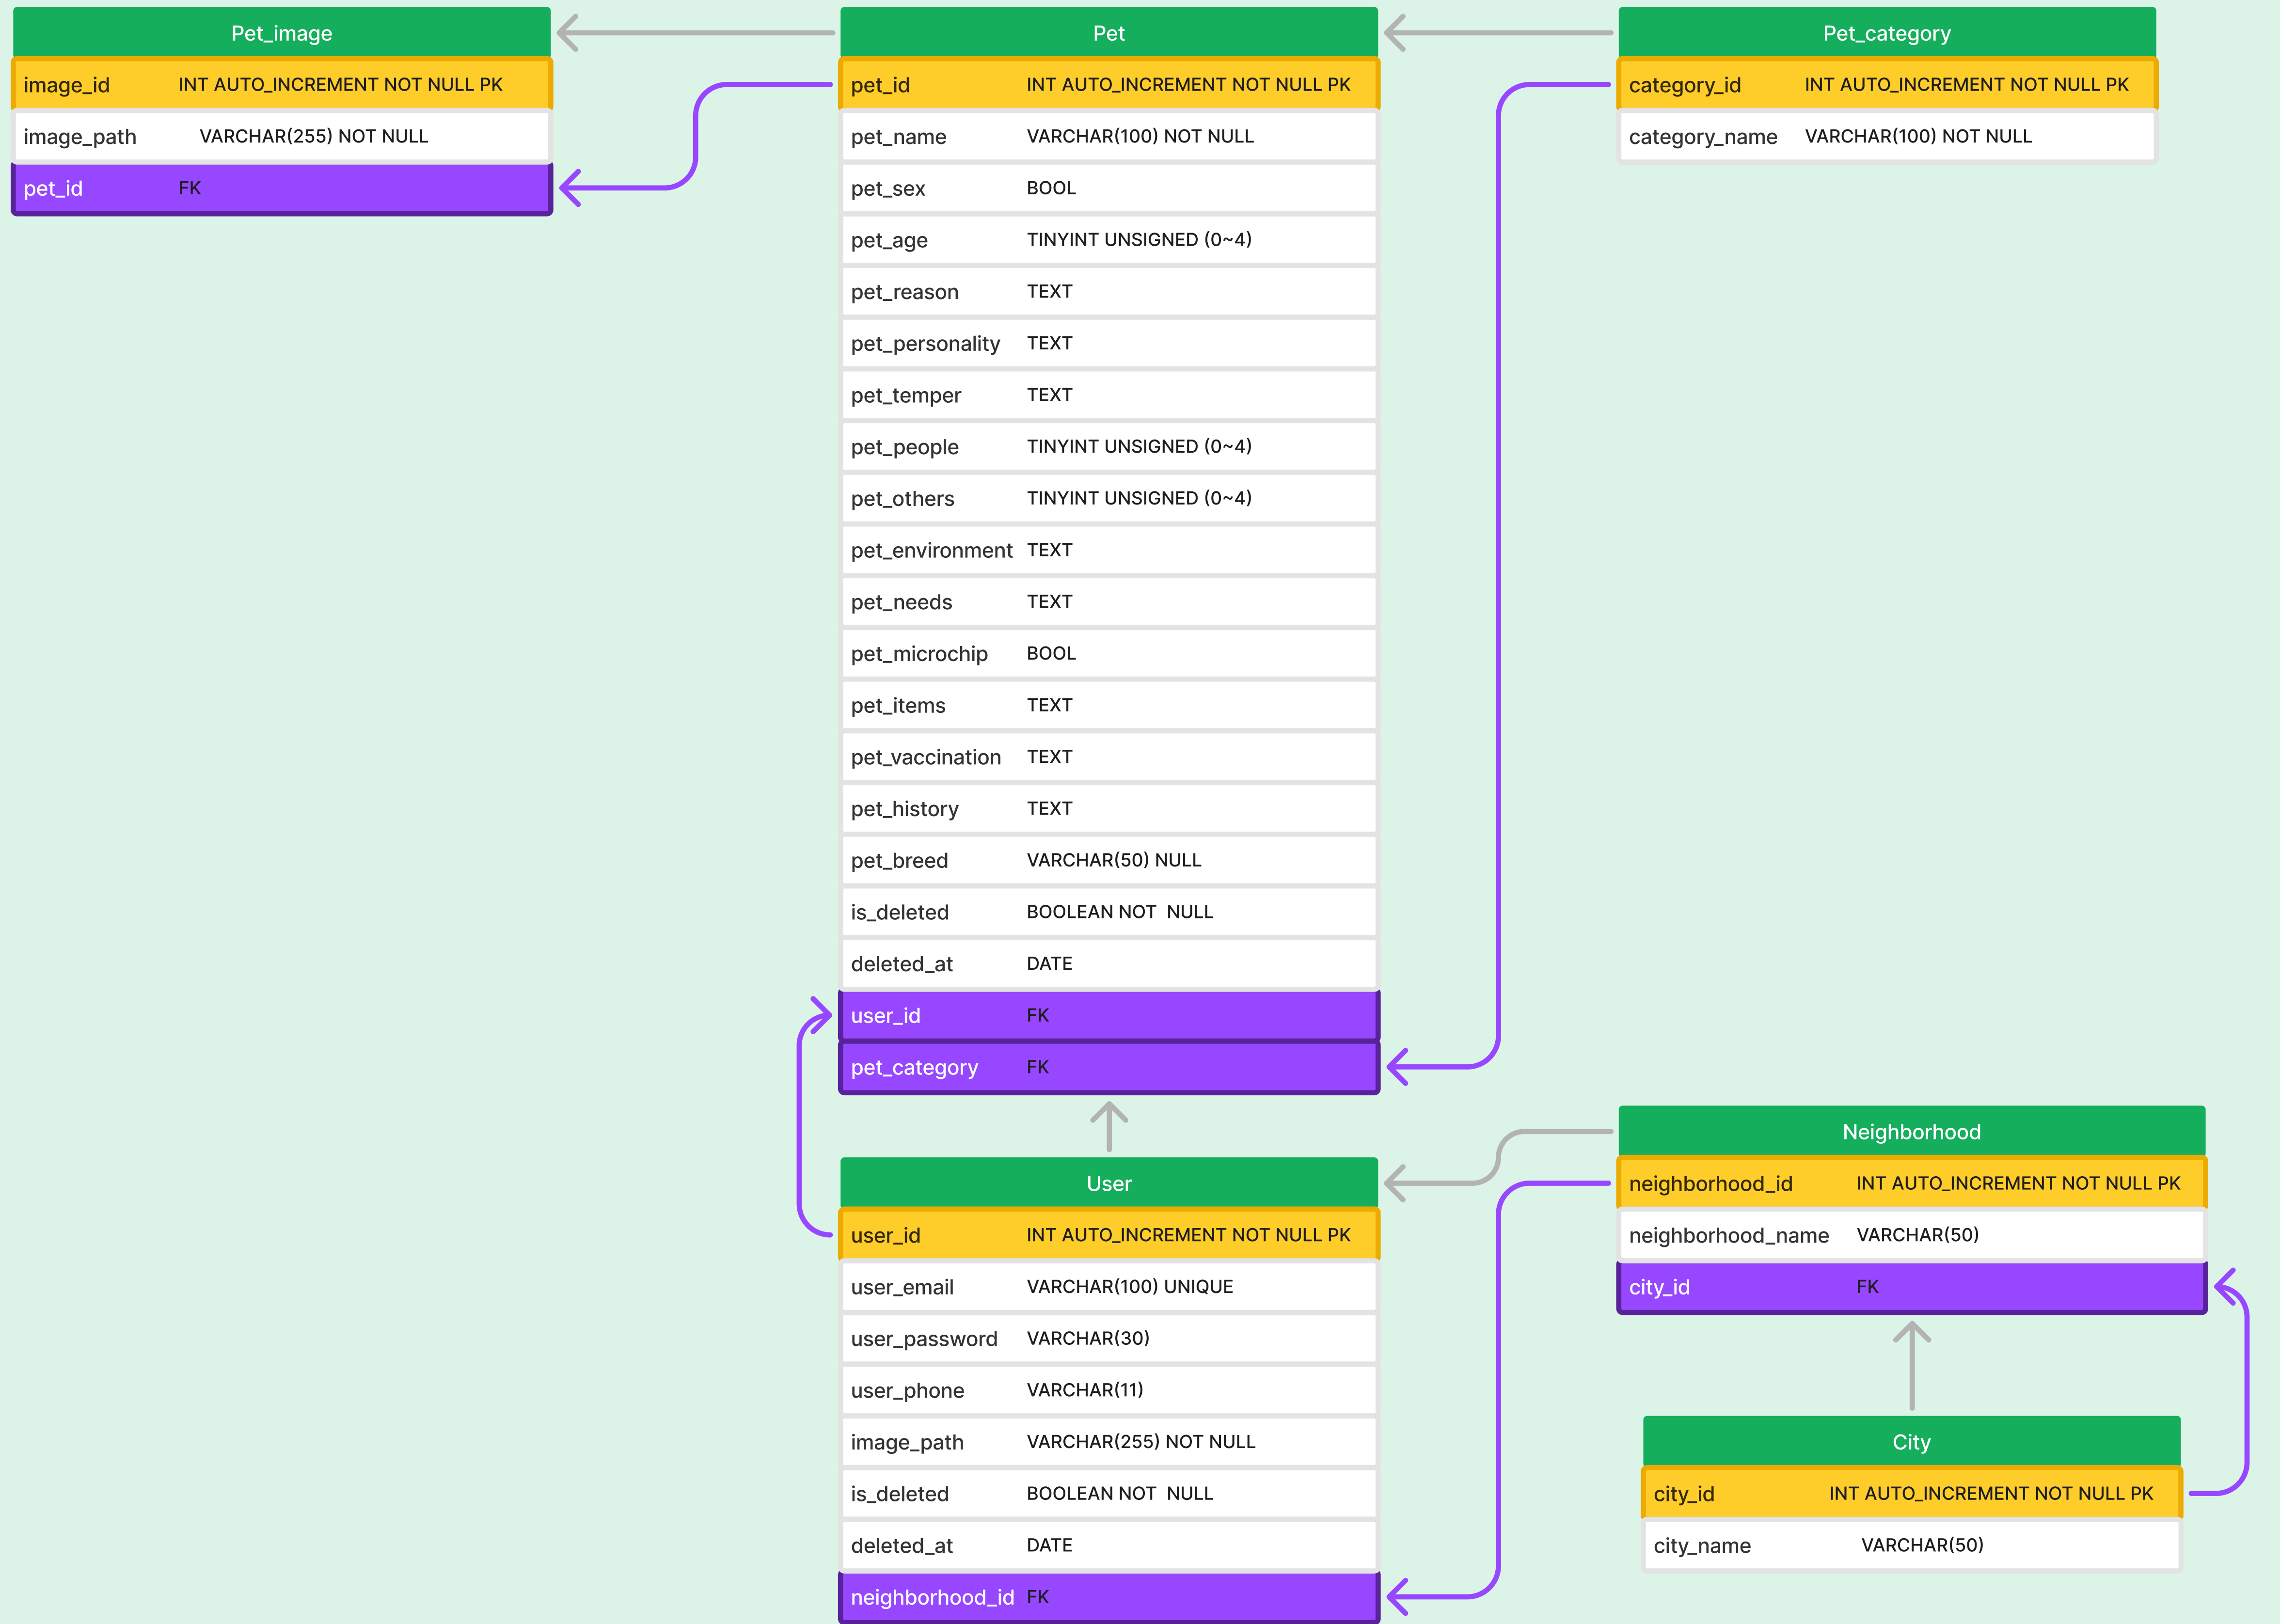 Pet_image
image_id INT AUTO_INCREMENT NOT NULL PK
image_path VARCHAR(255) NOT NULL
pet_id FK
Pet
pet_id INT AUTO_INCREMENT NOT NULL PK
pet_name VARCHAR(100) NOT NULL
pet_sex BOOL
pet_age TINYINT UNSIGNED (0~4)
pet_reason TEXT
pet_personality TEXT
pet_temper TEXT
pet_people TINYINT UNSIGNED (0~4)
pet_others TINYINT UNSIGNED (0~4)
pet_environment TEXT
pet_needs TEXT
pet_microchip BOOL
pet_items TEXT
pet_vaccination TEXT
pet_history TEXT
pet_breed VARCHAR(50) NULL
is_deleted BOOLEAN NOT  NULL
deleted_at DATE
user_id FK
pet_category FK
Pet_category
category_id INT AUTO_INCREMENT NOT NULL PK
category_name VARCHAR(100) NOT NULL
User
user_id INT AUTO_INCREMENT NOT NULL PK
user_email VARCHAR(100) UNIQUE
user_password VARCHAR(30)
user_phone VARCHAR(11)
image_path VARCHAR(255) NOT NULL
is_deleted BOOLEAN NOT  NULL
deleted_at DATE
neighborhood_id FK
Neighborhood
neighborhood_id INT AUTO_INCREMENT NOT NULL PK
neighborhood_name VARCHAR(50)
city_id FK
City
city_id INT AUTO_INCREMENT NOT NULL PK
city_name VARCHAR(50)